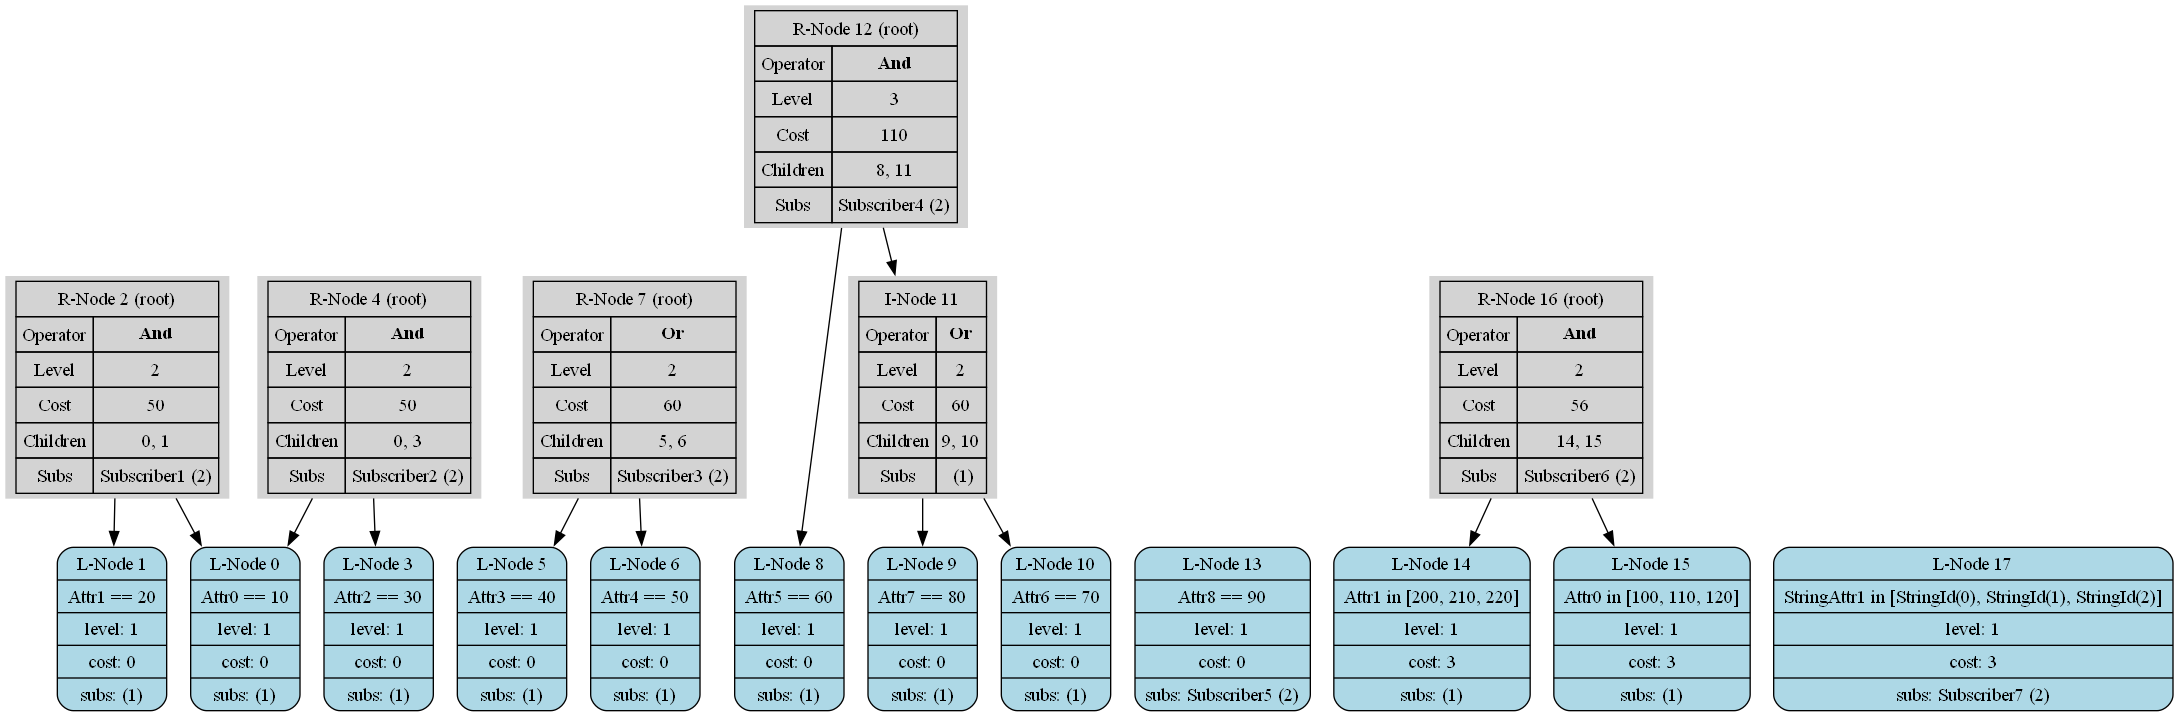 R-Node 12 (root)
Operator And
Level 3
Cost 110
Children 8, 11
Subs Subscriber4 (2)
R-Node 2 (root)
Operator And
Level 2
Cost 50
Children 0, 1
Subs Subscriber1 (2)
R-Node 4 (root)
Operator And
Level 2
Cost 50
Children 0, 3
Subs Subscriber2 (2)
R-Node 7 (root)
Operator Or
Level 2
Cost 60
Children 5, 6
Subs Subscriber3 (2)
I-Node 11
Operator Or
Level 2
Cost 60
Children 9, 10
Subs (1)
R-Node 16 (root)
Operator And
Level 2
Cost 56
Children 14, 15
Subs Subscriber6 (2)
L-Node 1
Attr1 == 20
level: 1
cost: 0
subs: (1)
L-Node 0
Attr0 == 10
level: 1
cost: 0
subs: (1)
L-Node 3
Attr2 == 30
level: 1
cost: 0
subs: (1)
L-Node 5
Attr3 == 40
level: 1
cost: 0
subs: (1)
L-Node 6
Attr4 == 50
level: 1
cost: 0
subs: (1)
L-Node 8
Attr5 == 60
level: 1
cost: 0
subs: (1)
L-Node 9
Attr7 == 80
level: 1
cost: 0
subs: (1)
L-Node 10
Attr6 == 70
level: 1
cost: 0
subs: (1)
L-Node 13
Attr8 == 90
level: 1
cost: 0
subs: Subscriber5 (2)
L-Node 14
Attr1 in [200, 210, 220]
level: 1
cost: 3
subs: (1)
L-Node 15
Attr0 in [100, 110, 120]
level: 1
cost: 3
subs: (1)
L-Node 17
StringAttr1 in [StringId(0), StringId(1), StringId(2)]
level: 1
cost: 3
subs: Subscriber7 (2)